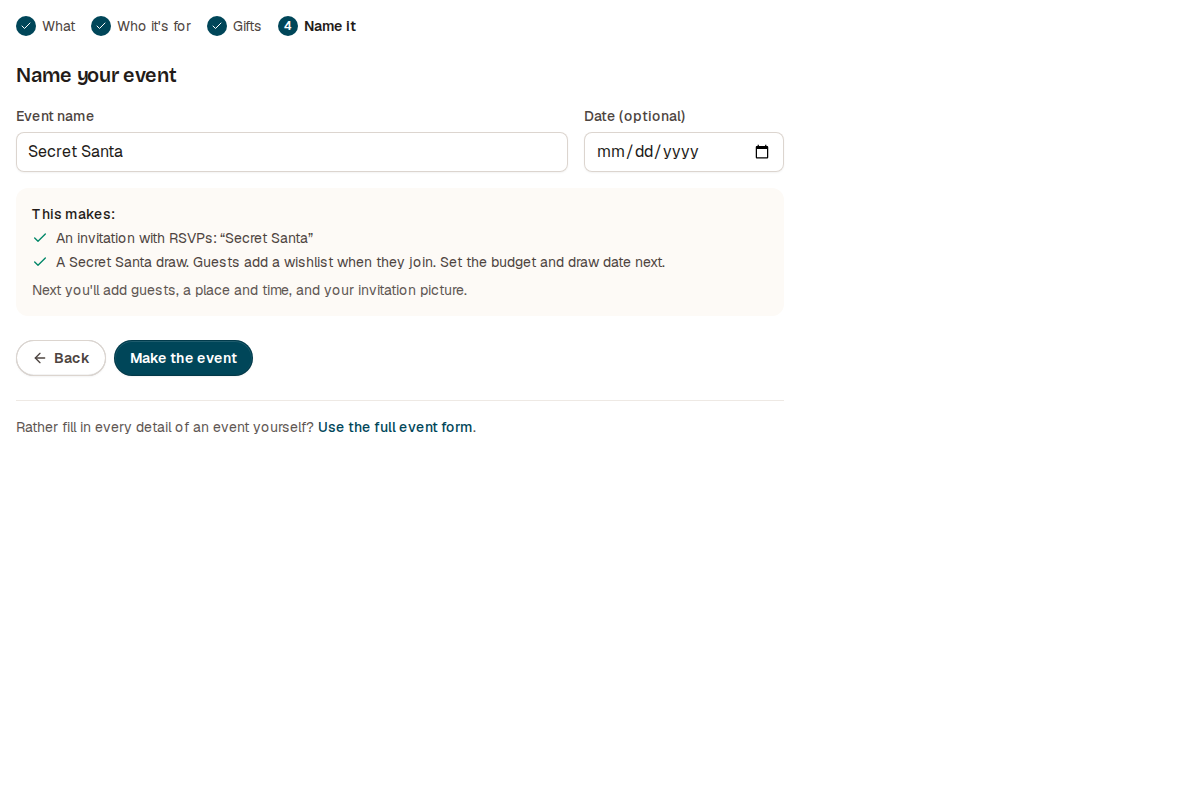 What Who it's for Gifts 4 Name it
Name your event
Event name Date (optional)
Secret Santa mm/dd/yyyy
This makes:
An invitation with RSVPs: “Secret Santa”
A Secret Santa draw. Guests add a wishlist when they join. Set the budget and draw date next.
Next you'll add guests, a place and time, and your invitation picture.
Back Make the event
Rather fill in every detail of an event yourself? Use the full event form.